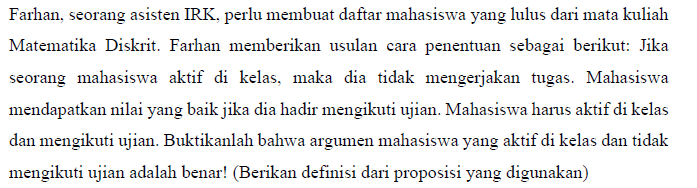 Farhan, seorang asisten IRK, perlu membuat daftar mahasiswa yang lulus dari mata kuliah
Matematika Diskrit. Farhan memberikan usulan cara penentuan sebagai berikut: Jika
seorang mahasiswa aktif di kelas, maka dia tidak mengerjakan tugas. Mahasiswa
mendapatkan nilai yang baik jika dia hadir mengikuti ujian. Mahasiswa harus aktif di kelas
dan mengikuti ujian. Buktikanlah bahwa argumen mahasiswa yang aktif di kelas dan tidak
mengikuti ujian adalah benar! (Berikan definisi dari proposisi yang digunakan)